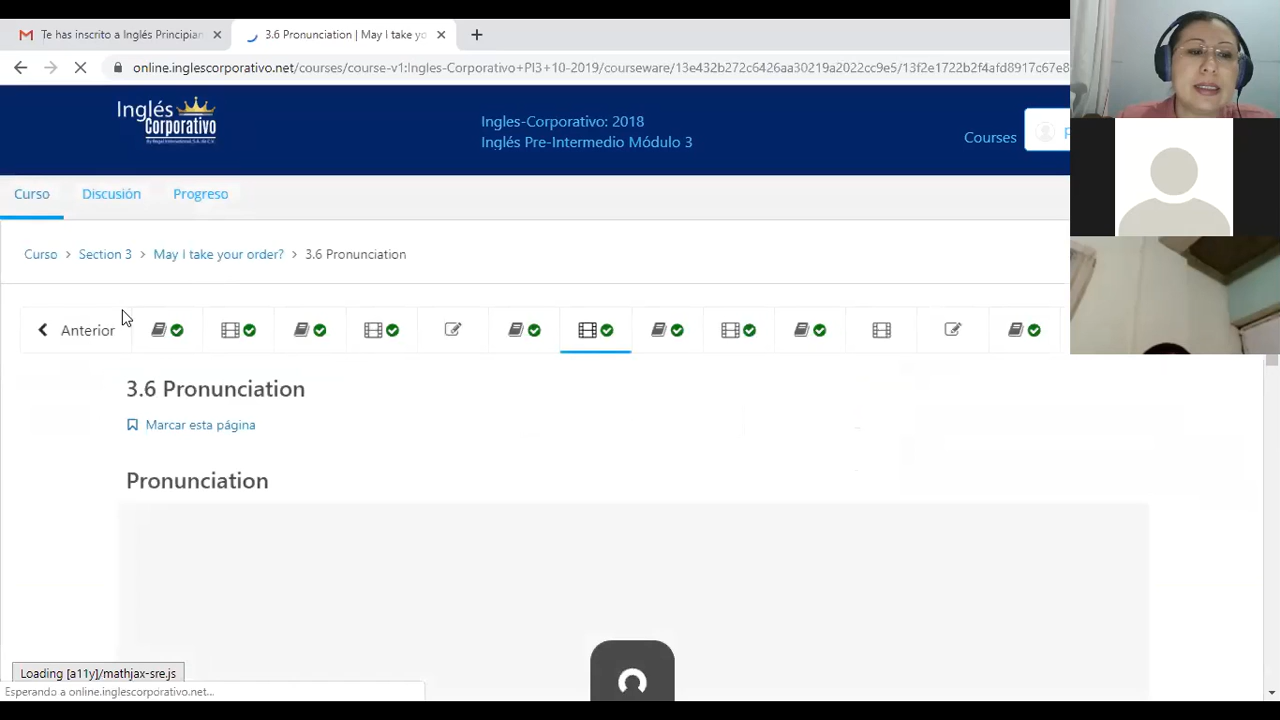 Te has inscrito a Inglés Principian
3.6 Pronunciation | May I take yo
online.inglescorporativo.net/courses/course-v1:Ingles-Corporativo+PI3+10-2019/courseware/13e432b272c6426aa30219a2022cc9e5/13f2e1722b2f4afd8917c67e8
Inglés
Corporativo
Ingles-Corporativo: 2018
Inglés Pre-Intermedio Módulo 3
Courses
Curso
Discusión
Progreso
Curso > Section 3 > May I take your order? > 3.6 Pronunciation
Anterior
3.6 Pronunciation
Marcar esta página
Pronunciation
Loading [a11y]/mathjax-sre.js
Esperando a online.inglescorporativo.net...